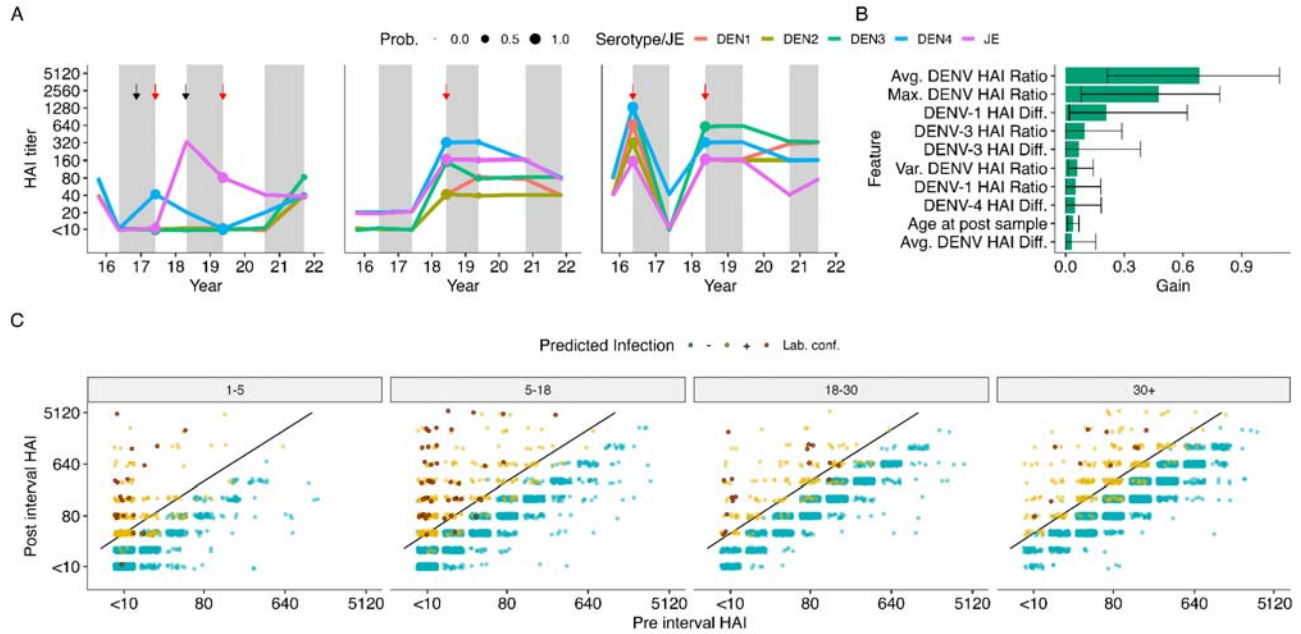 A
B
Prob. 0.0 0.5 1.0 Serotype/JE DEN1 DEN2 DEN3 DEN4 JE
HAI titer
5120
2560
1280
640
320
160
80
40
20
<10
16 17 18 19 20 21 22
16 17 18 19 20 21 22
16 17 18 19 20 21 22
Year
Year
Year
Feature
Avg. DENV HAI Ratio
Max. DENV HAI Ratio
DENV-1 HAI Diff.
DENV-3 HAI Ratio
DENV-3 HAI Diff.
Var. DENV HAI Ratio
DENV-1 HAI Ratio
DENV-4 HAI Diff.
Age at post sample
Avg. DENV HAI Diff.
0.0 0.3 0.6 0.9
Gain
C
Predicted Infection - + Lab. conf.
1-5
5-18
18-30
30+
Post interval HAI
5120
640
80
<10
<10 80 640 5120
<10 80 640 5120
<10 80 640 5120
<10 80 640 5120
Pre interval HAI